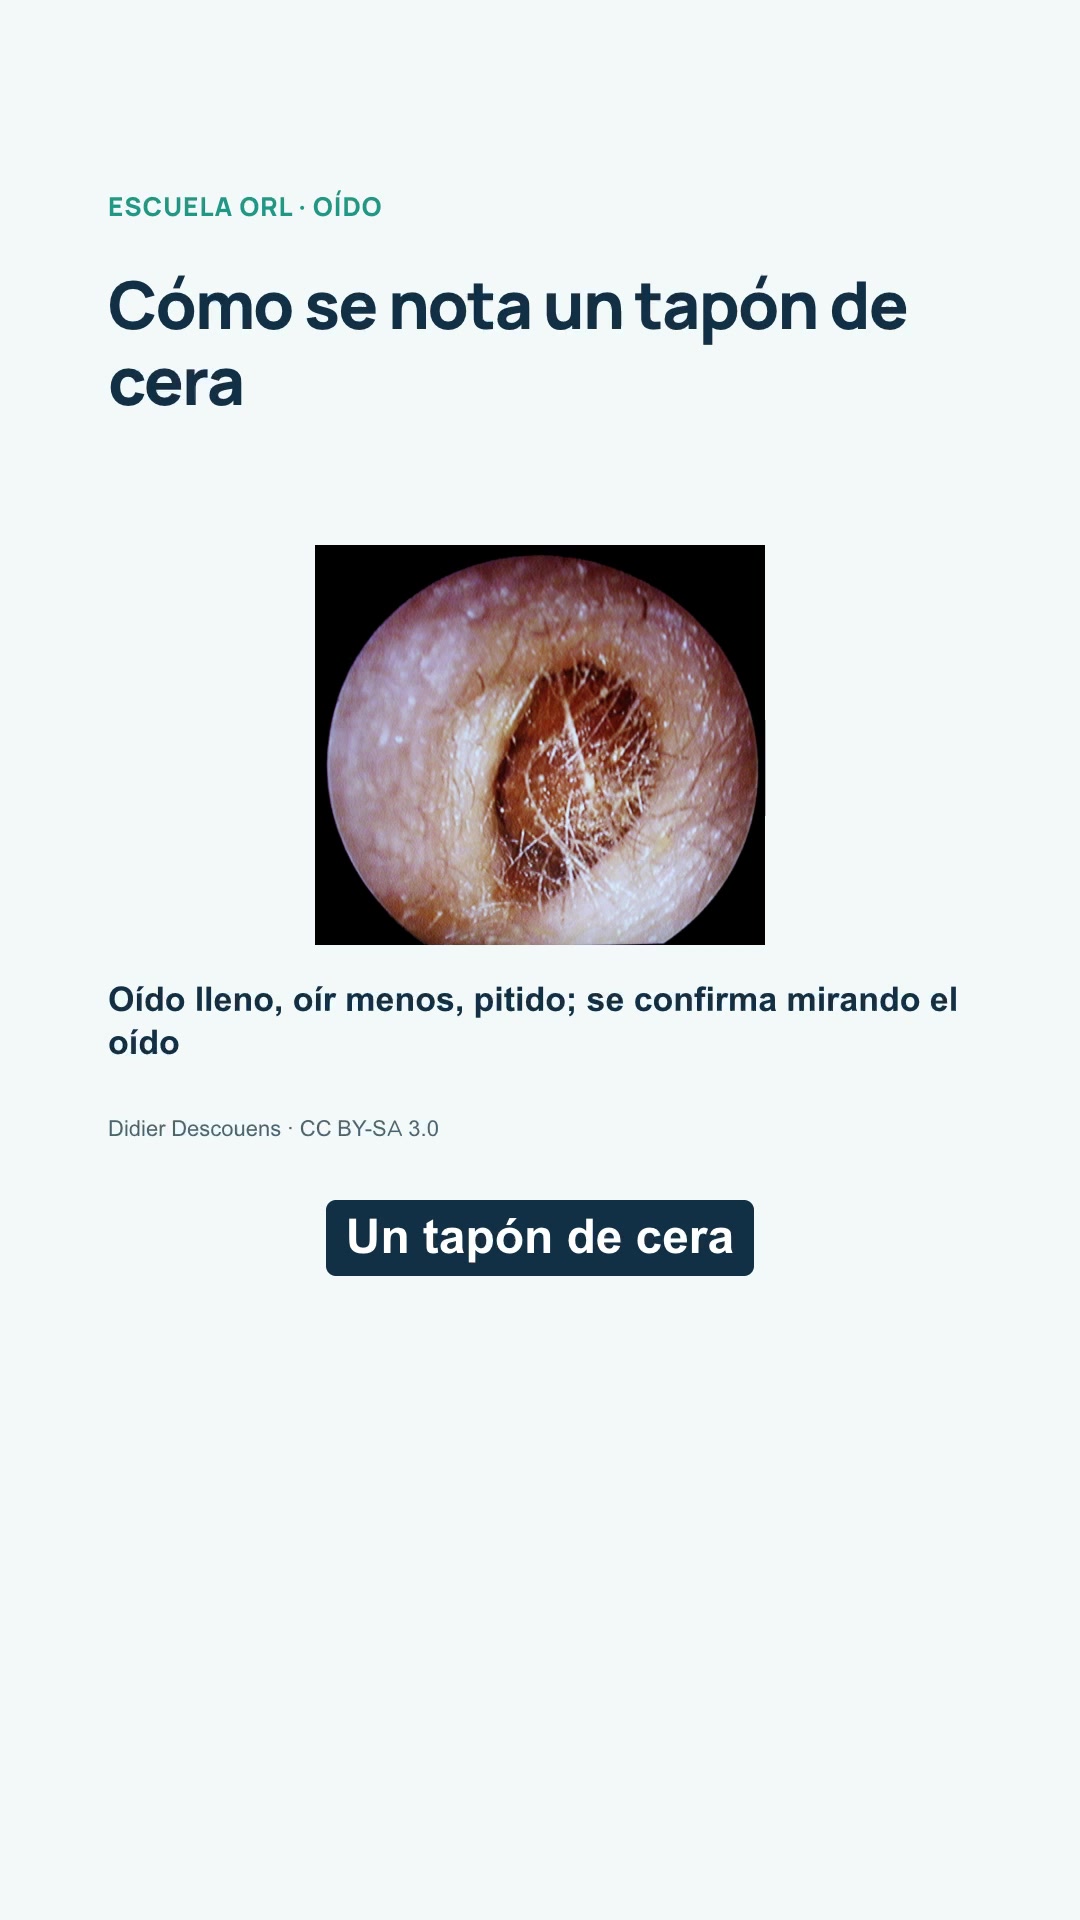 ESCUELA ORL · OÍDO
Cómo se nota un tapón de
cera
Oído lleno, oír menos, pitido; se confirma mirando el
oído
Didier Descouens · CC BY-SA 3.0
Un tapón de cera